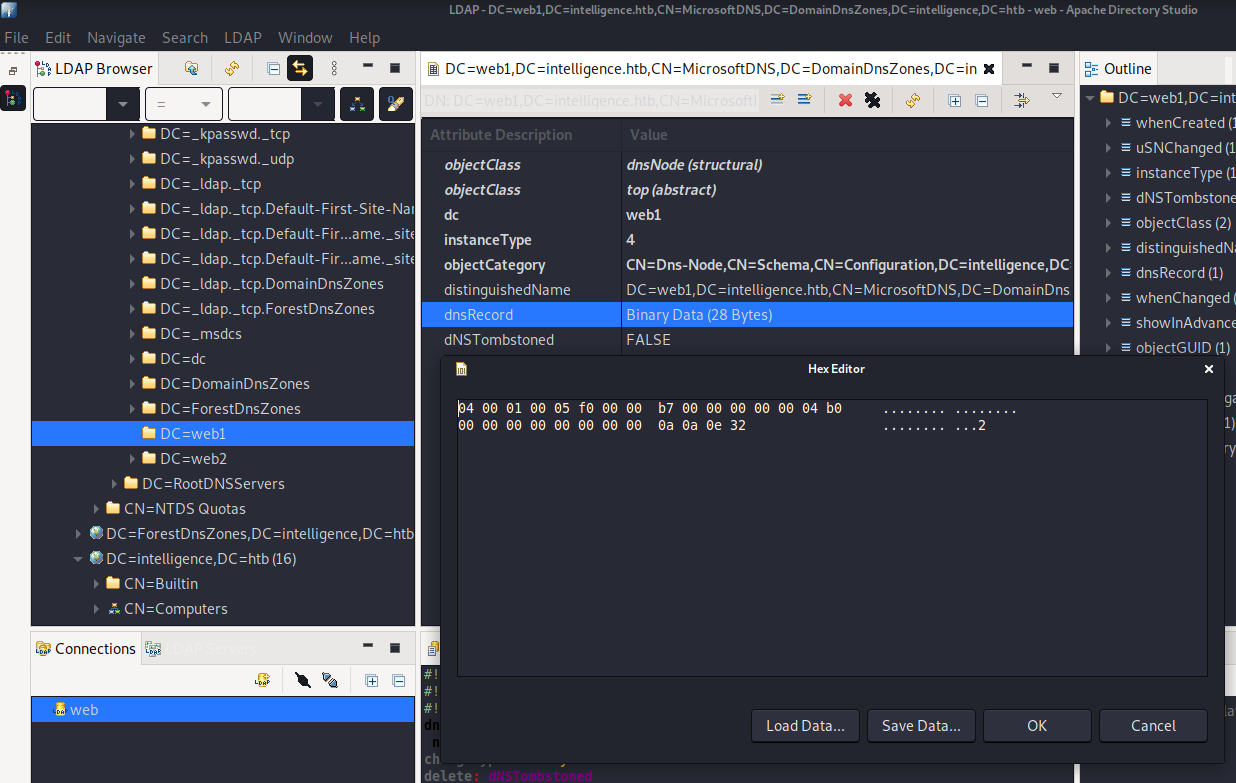 LDAP - DC=web1,DC=intelligence.htb,CN=MicrosoftDNS,DC=DomainDnsZones,DC=intelligence,DC=htb - web - Apache Directory Studio
File Edit Navigate Search LDAP Window Help
LDAP Browser
=
DC=_kpasswd._tcp
DC=_kpasswd._udp
DC=_ldap._tcp
DC=_ldap._tcp.Default-First-Site-Nar
DC=_ldap._tcp.Default-Fir...ame._site
DC=_ldap._tcp.Default-Fir...ame._site
DC=_ldap._tcp.DomainDnsZones
DC=_ldap._tcp.ForestDnsZones
DC=_msdcs
DC=dc
DC=DomainDnsZones
DC=ForestDnsZones
DC=web1
DC=web2
DC=RootDNSServers
CN=NTDS Quotas
DC=ForestDnsZones,DC=intelligence,DC=htb
DC=intelligence,DC=htb (16)
CN=Builtin
CN=Computers
Connections LDAP Servers
web
DC=web1,DC=intelligence.htb,CN=MicrosoftDNS,DC=DomainDnsZones,DC=in
DN: DC=web1,DC=intelligence.htb,CN=Microsoft
Attribute Description Value
objectClass dnsNode (structural)
objectClass top (abstract)
dc web1
instanceType 4
objectCategory CN=Dns-Node,CN=Schema,CN=Configuration,DC=intelligence,DC
distinguishedName DC=web1,DC=intelligence.htb,CN=MicrosoftDNS,DC=DomainDns
dnsRecord Binary Data (28 Bytes)
dNSTombstoned FALSE
Outline
DC=web1,DC=int
whenCreated (1
uSNChanged (1
instanceType (1
dNSTombstone
objectClass (2)
distinguishedNa
dnsRecord (1)
whenChanged
showInAdvance
objectGUID (1)
Hex Editor
04 00 01 00 05 f0 00 00 b7 00 00 00 00 00 04 b0 ........ ........
00 00 00 00 00 00 00 00 0a 0a 0e 32 ........ ...2
Load Data... Save Data... OK Cancel
#!
#!
#!
dn
n
ch
delete: dNSTombstoned